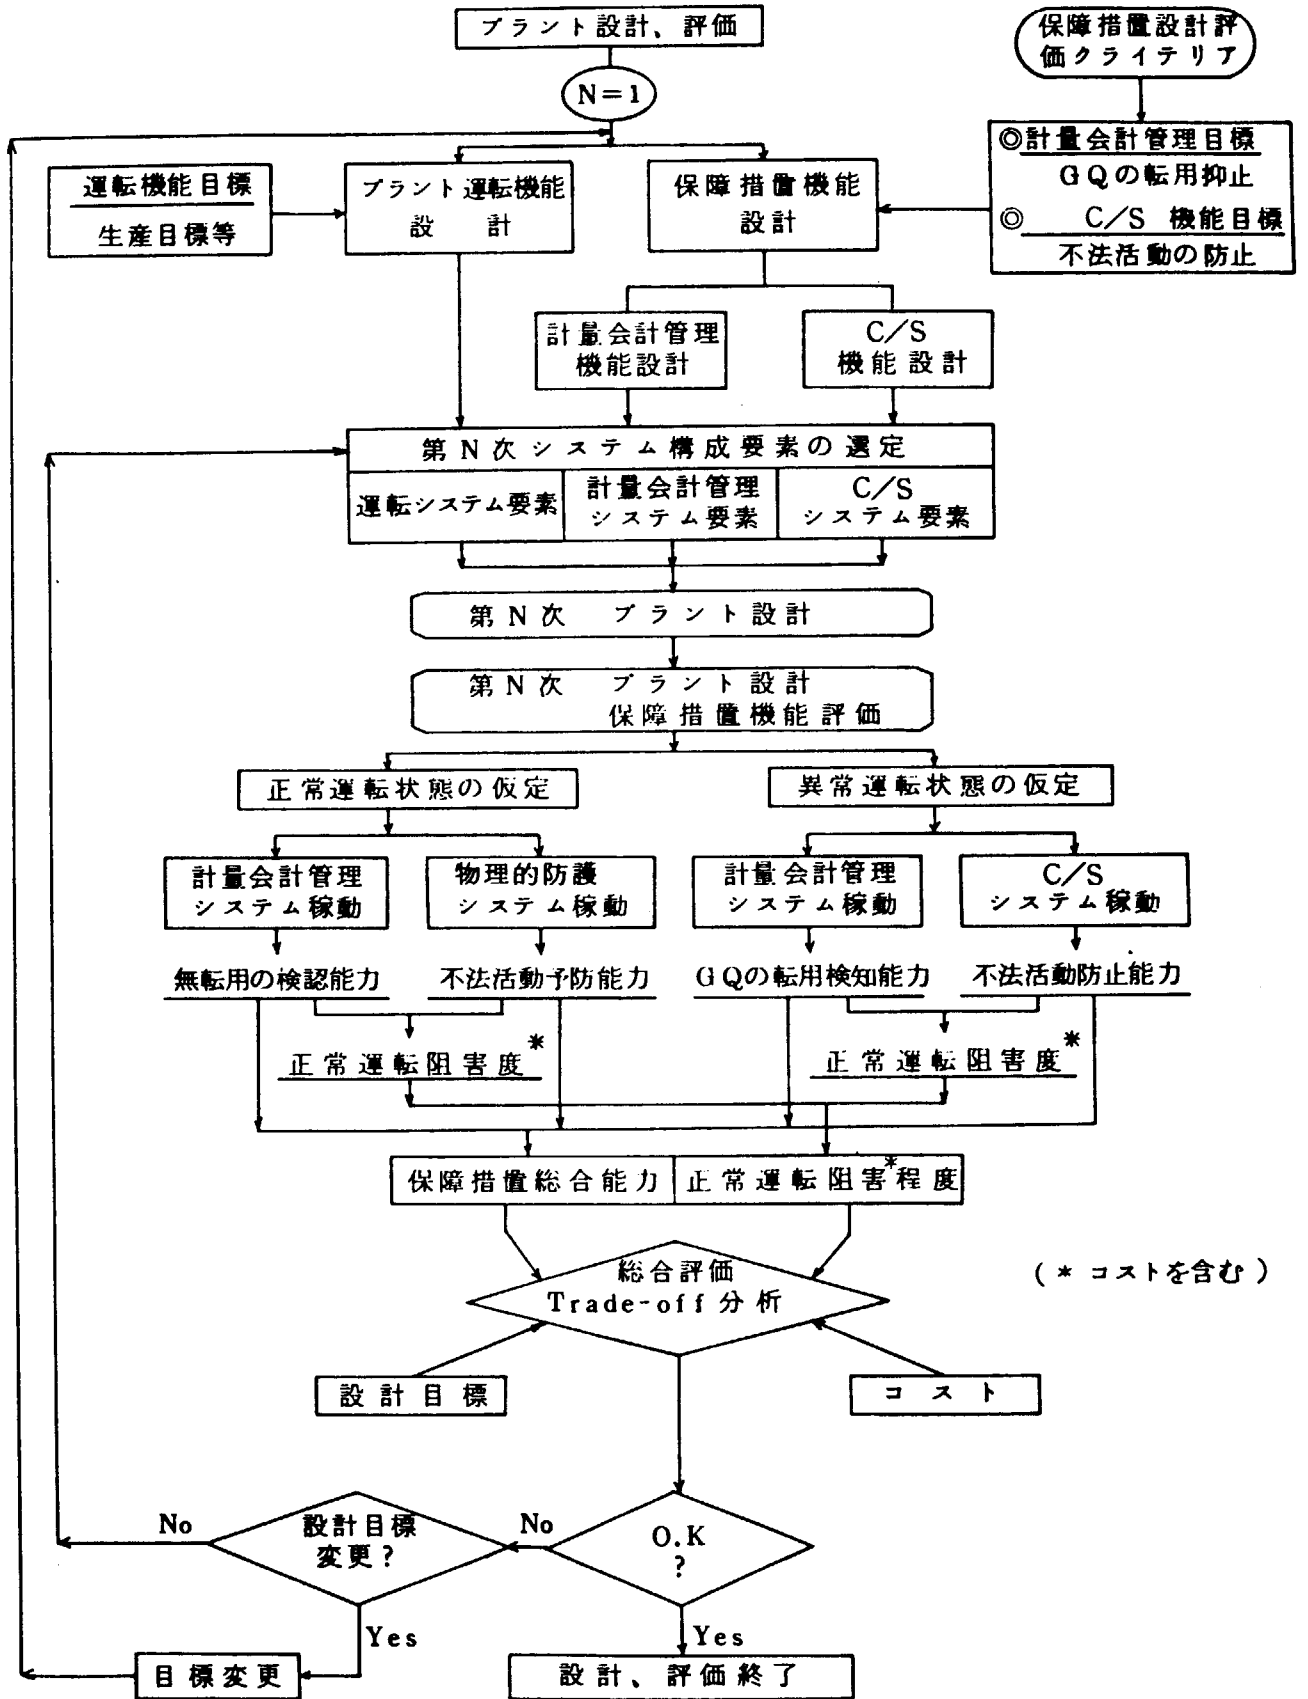 プラント設計、評価
保障措置設計評
価クライテリア
N=1
◎計量会計管理目標
GQの転用抑止
◎ C/S 機能目標
不法活動の防止
運転機能目標
生産目標等
プラント運転機能
設 計
保障措置機能
設計
計量会計管理
機能設計
C/S
機能設計
第N次システム構成要素の選定
運転システム要素
計量会計管理
システム要素
C/S
システム要素
第N次 プラント設計
第N次 プラント設計
保障措置機能評価
正常運転状態の仮定
異常運転状態の仮定
計量会計管理
システム稼動
物理的防護
システム稼動
計量会計管理
システム稼動
C/S
システム稼動
無転用の検認能力
不法活動予防能力
GQの転用検知能力
不法活動防止能力
正常運転阻害度*
正常運転阻害度*
保障措置総合能力
正常運転阻害*程度
総合評価
Trade-off分析
(* コストを含む)
設計目標
コスト
No
設計目標
変更?
No
O.K
?
Yes
Yes
目標変更
設計、評価終了